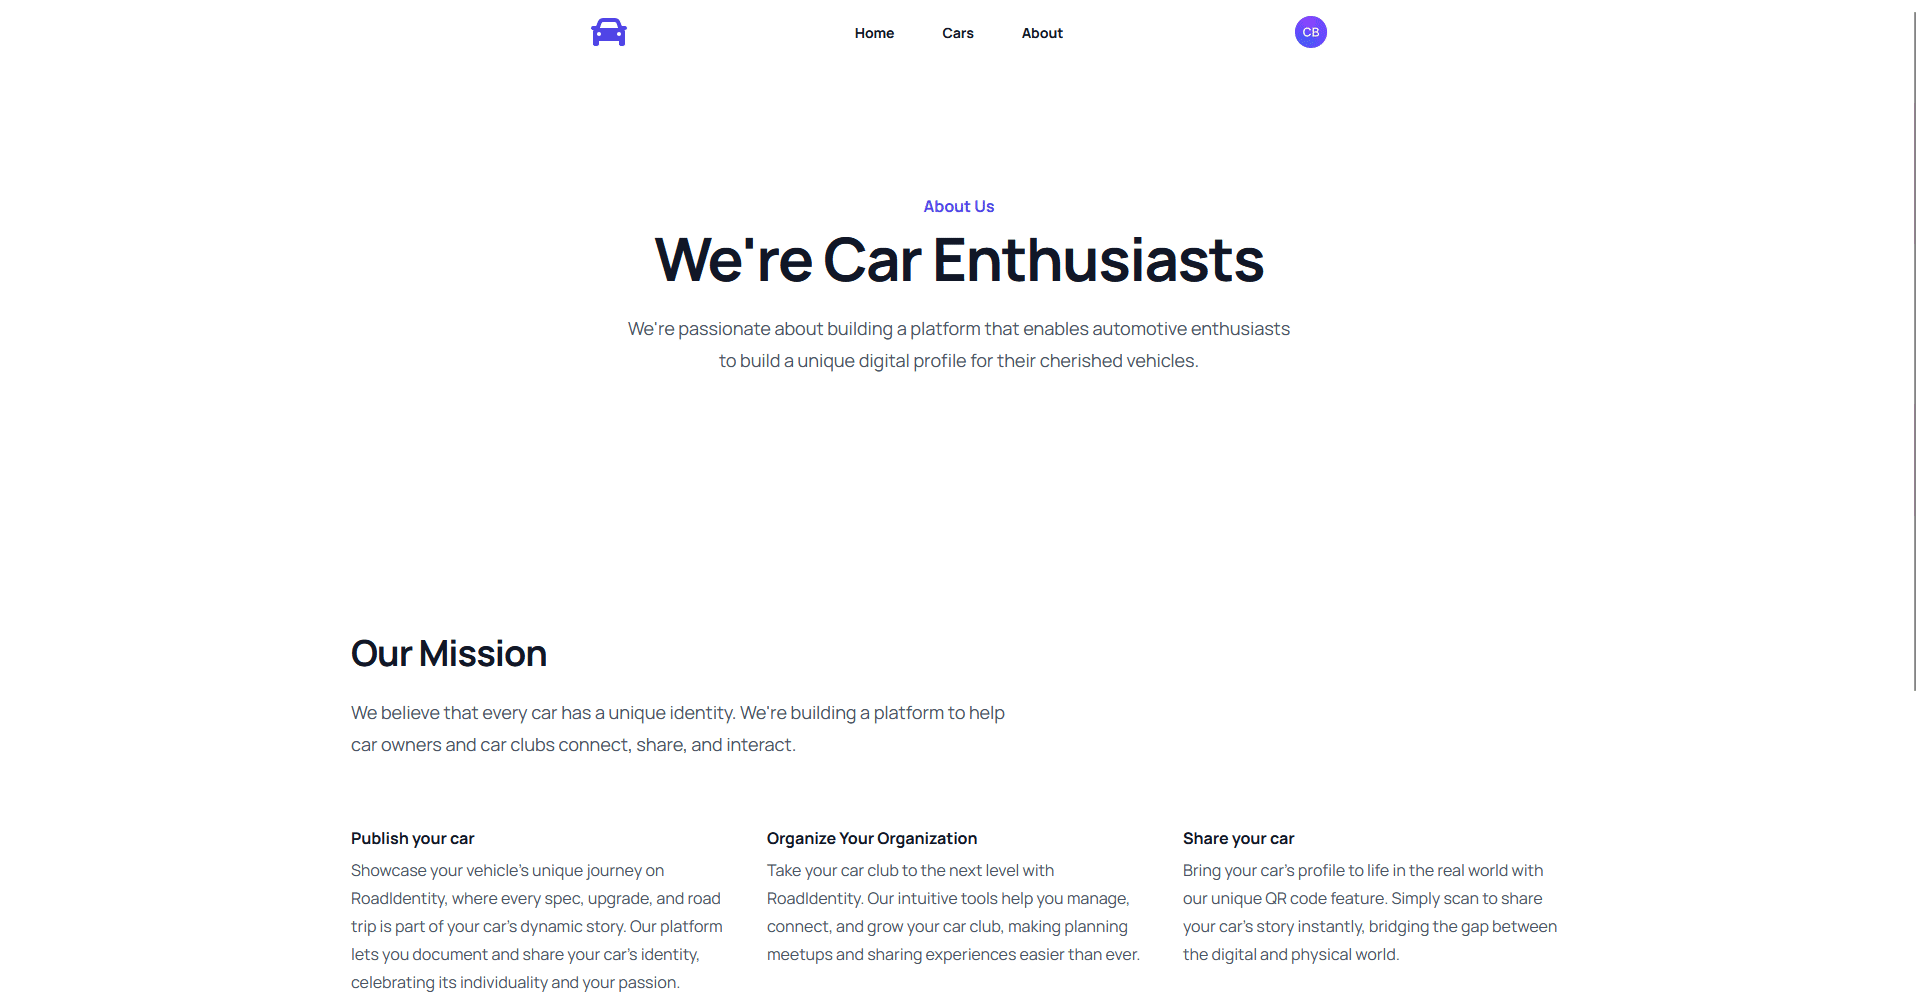 Home
Cars
About
CB
About Us
We're Car Enthusiasts
We're passionate about building a platform that enables automotive enthusiasts
to build a unique digital profile for their cherished vehicles.
Our Mission
We believe that every car has a unique identity. We're building a platform to help
car owners and car clubs connect, share, and interact.
Publish your car
Showcase your vehicle's unique journey on
RoadIdentity, where every spec, upgrade, and road
trip is part of your car's dynamic story. Our platform
lets you document and share your car's identity,
celebrating its individuality and your passion.
Organize Your Organization
Take your car club to the next level with
RoadIdentity. Our intuitive tools help you manage,
connect, and grow your car club, making planning
meetups and sharing experiences easier than ever.
Share your car
Bring your car's profile to life in the real world with
our unique QR code feature. Simply scan to share
your car's story instantly, bridging the gap between
the digital and physical world.